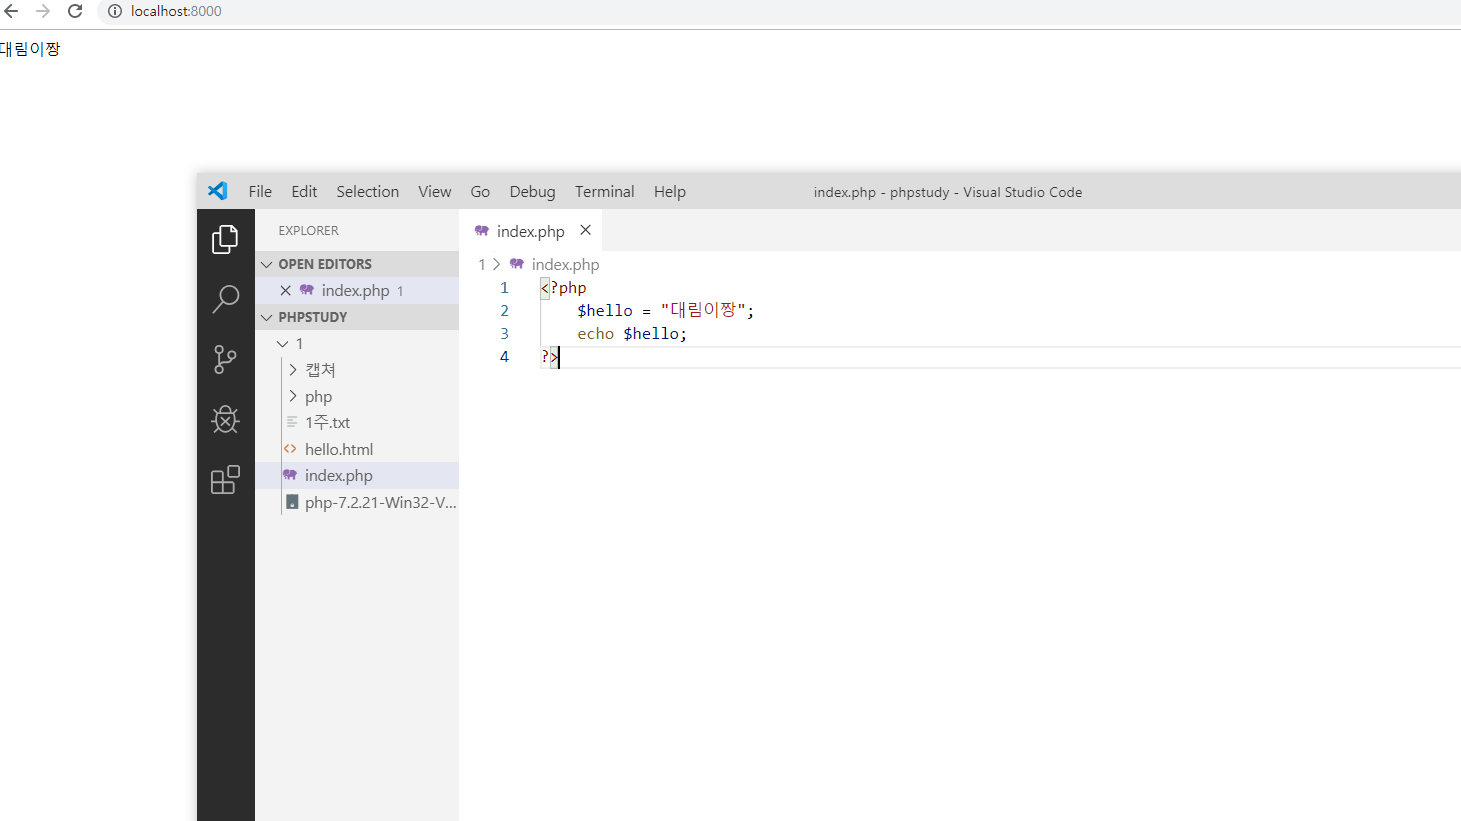 localhost:8000
대림이짱
File Edit Selection View Go Debug Terminal Help index.php - phpstudy - Visual Studio Code
EXPLORER
OPEN EDITORS
index.php 1
PHPSTUDY
1
캡쳐
php
1주.txt
hello.html
index.php
php-7.2.21-Win32-V...
index.php
1 > index.php
1 <?php
2 $hello = "대림이짱";
3 echo $hello;
4 ?>